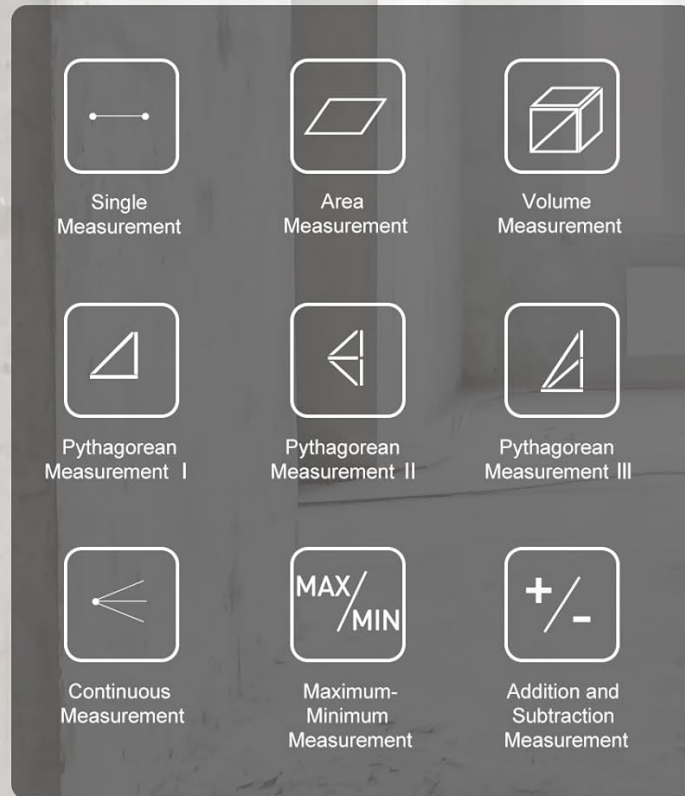 Single
Measurement
Area
Measurement
Volume
Measurement
Pythagorean
Measurement Ⅰ
Pythagorean
Measurement Ⅱ
Pythagorean
Measurement Ⅲ
Continuous
Measurement
MAX/
MIN
Maximum-
Minimum
Measurement
+/-
Addition and
Subtraction
Measurement